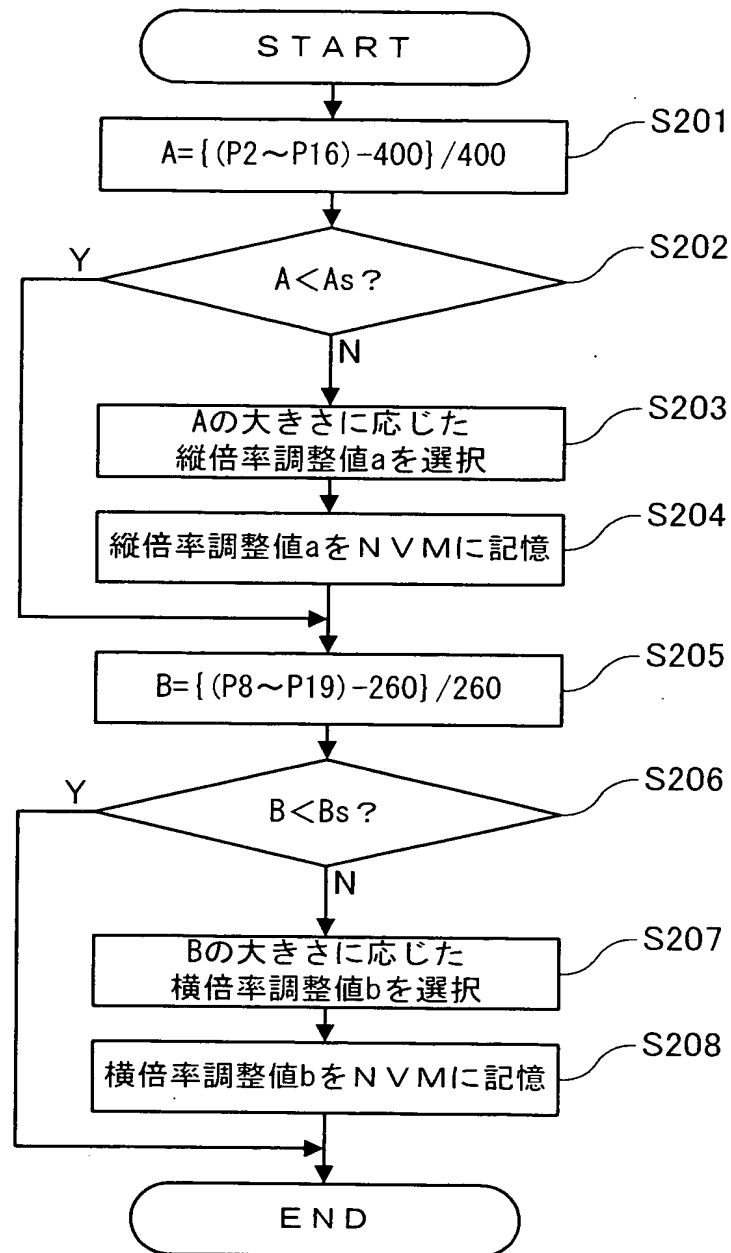 START
A={(P2～P16)-400}/400
S201
Y
A<As?
S202
N
Aの大きさに応じた
縦倍率調整値aを選択
S203
縦倍率調整値aをNVMに記憶
S204
B={(P8～P19)-260}/260
S205
Y
B<Bs?
S206
N
Bの大きさに応じた
横倍率調整値bを選択
S207
横倍率調整値bをNVMに記憶
S208
END